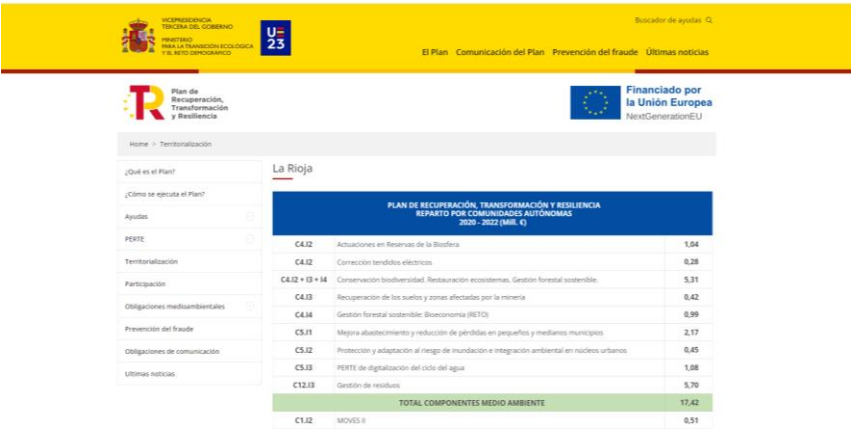 VICEPRESIDENCIA
TERCERA DEL GOBIERNO
MINISTERIO
PARA LA TRANSICIÓN ECOLÓGICA
Y EL RETO DEMOGRÁFICO
U
23
Buscador de ayudas
El Plan Comunicación del Plan Prevención del fraude Últimas noticias
R
Plan de
Recuperación,
Transformación
y Resiliencia
Financiado por
la Unión Europea
NextGenerationEU
Home > Territorialización
¿Qué es el Plan?
¿Cómo se ejecuta el Plan?
Ayudas
PERTE
Territorialización
Participación
Obligaciones medioambientales
Prevención del fraude
Obligaciones de comunicación
Ultimas noticias
La Rioja
PLAN DE RECUPERACIÓN, TRANSFORMACIÓN Y RESILIENCIA
REPARTO POR COMUNIDADES AUTÓNOMAS
2020 - 2022 (Mill. €)
C4.I2 Actuaciones en Reservas de la Biosfera 1,04
C4.I2 Corrección tendidos eléctricos 0,28
C4.I2 + I3 + I4 Conservación biodiversidad. Restauración ecosistemas. Gestión forestal sostenible. 5,31
C4.I3 Recuperación de los suelos y zonas afectadas por la minería 0,42
C4.I4 Gestión forestal sostenible: Bioeconomía (RETO) 0,99
C5.I1 Mejora abastecimiento y reducción de pérdidas en pequeños y medianos municipios 2,17
C5.I2 Protección y adaptación al riesgo de inundación e integración ambiental en núcleos urbanos 0,45
C5.I3 PERTE de digitalización del ciclo del agua 1,08
C12.I3 Gestión de residuos 5,70
TOTAL COMPONENTES MEDIO AMBIENTE 17,42
C1.I2 MOVES II 0,51